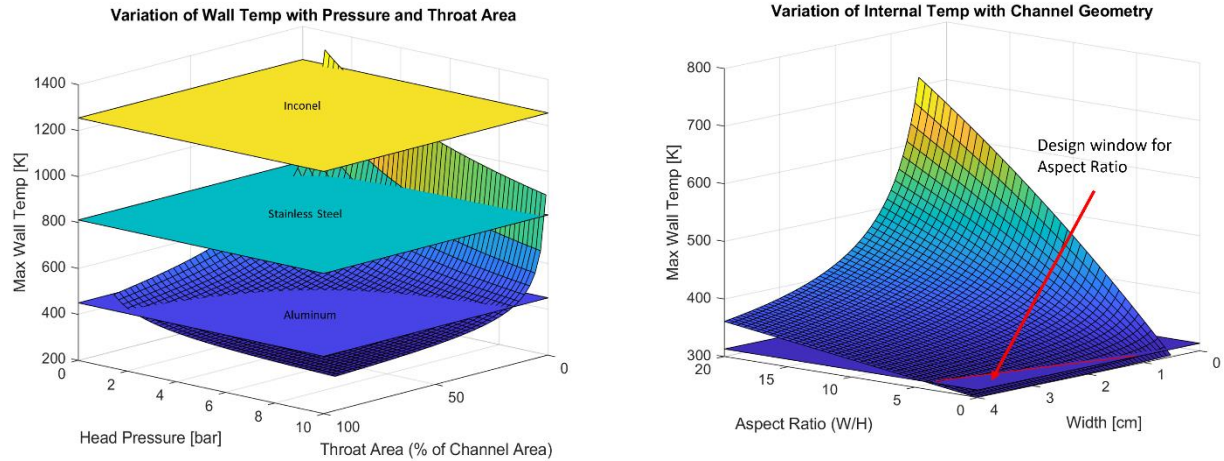 Variation of Wall Temp with Pressure and Throat Area
1400
1200
1000
800
600
400
200
Max Wall Temp [K]
Inconel
Stainless Steel
Aluminum
0
2
4
6
8
10
Head Pressure [bar]
100
50
0
Throat Area (% of Channel Area)
Variation of Internal Temp with Channel Geometry
800
700
600
500
400
300
Max Wall Temp [K]
Design window for
Aspect Ratio
20
15
10
5
0
Aspect Ratio (W/H)
4
3
2
1
0
Width [cm]